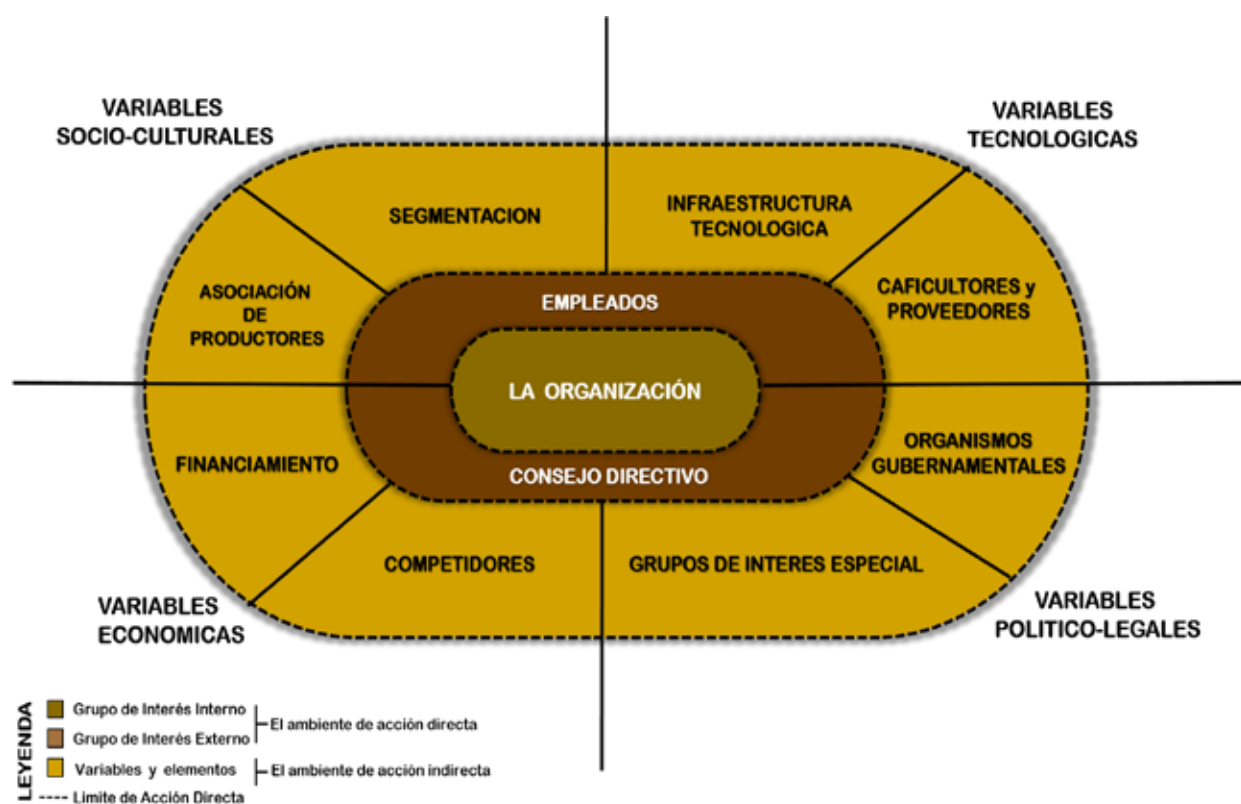 VARIABLES
SOCIO-CULTURALES
VARIABLES
TECNOLOGICAS
SEGMENTACION
INFRAESTRUCTURA
TECNOLOGICA
ASOCIACIÓN
DE
PRODUCTORES
EMPLEADOS
CAFICULTORES y
PROVEEDORES
LA ORGANIZACIÓN
FINANCIAMIENTO
CONSEJO DIRECTIVO
ORGANISMOS
GUBERNAMENTALES
COMPETIDORES
GRUPOS DE INTERES ESPECIAL
VARIABLES
ECONOMICAS
VARIABLES
POLITICO-LEGALES
LEYENDA
Grupo de Interés Interno
Grupo de Interés Externo
El ambiente de acción directa
Variables y elementos
El ambiente de acción indirecta
Limite de Acción Directa